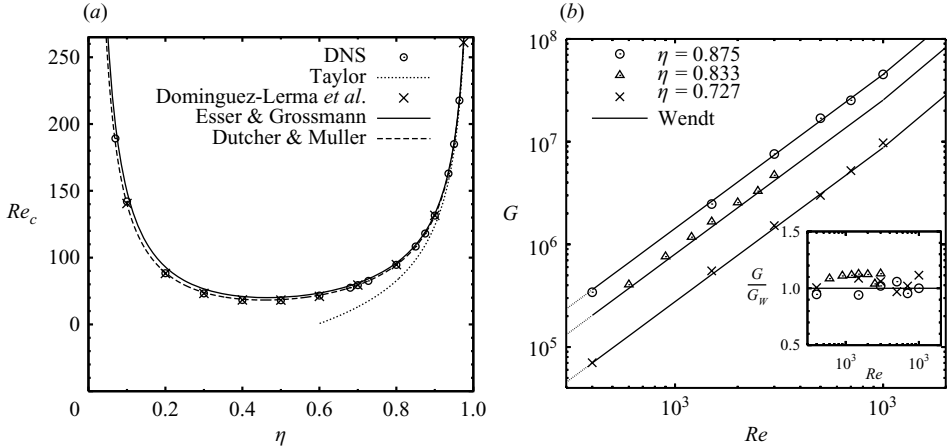 (a)
250
200
150
Re_c
100
50
0
0
0.2
0.4
0.6
0.8
1.0
η
DNS
Taylor
Dominguez-Lerma et al.
Esser & Grossmann
Dutcher & Muller
(b)
10^8
10^7
G
10^6
10^5
10^3
10^3
Re
η = 0.875
η = 0.833
η = 0.727
Wendt
1.5
G
G_W
1.0
0.5
10^3
10^3
Re